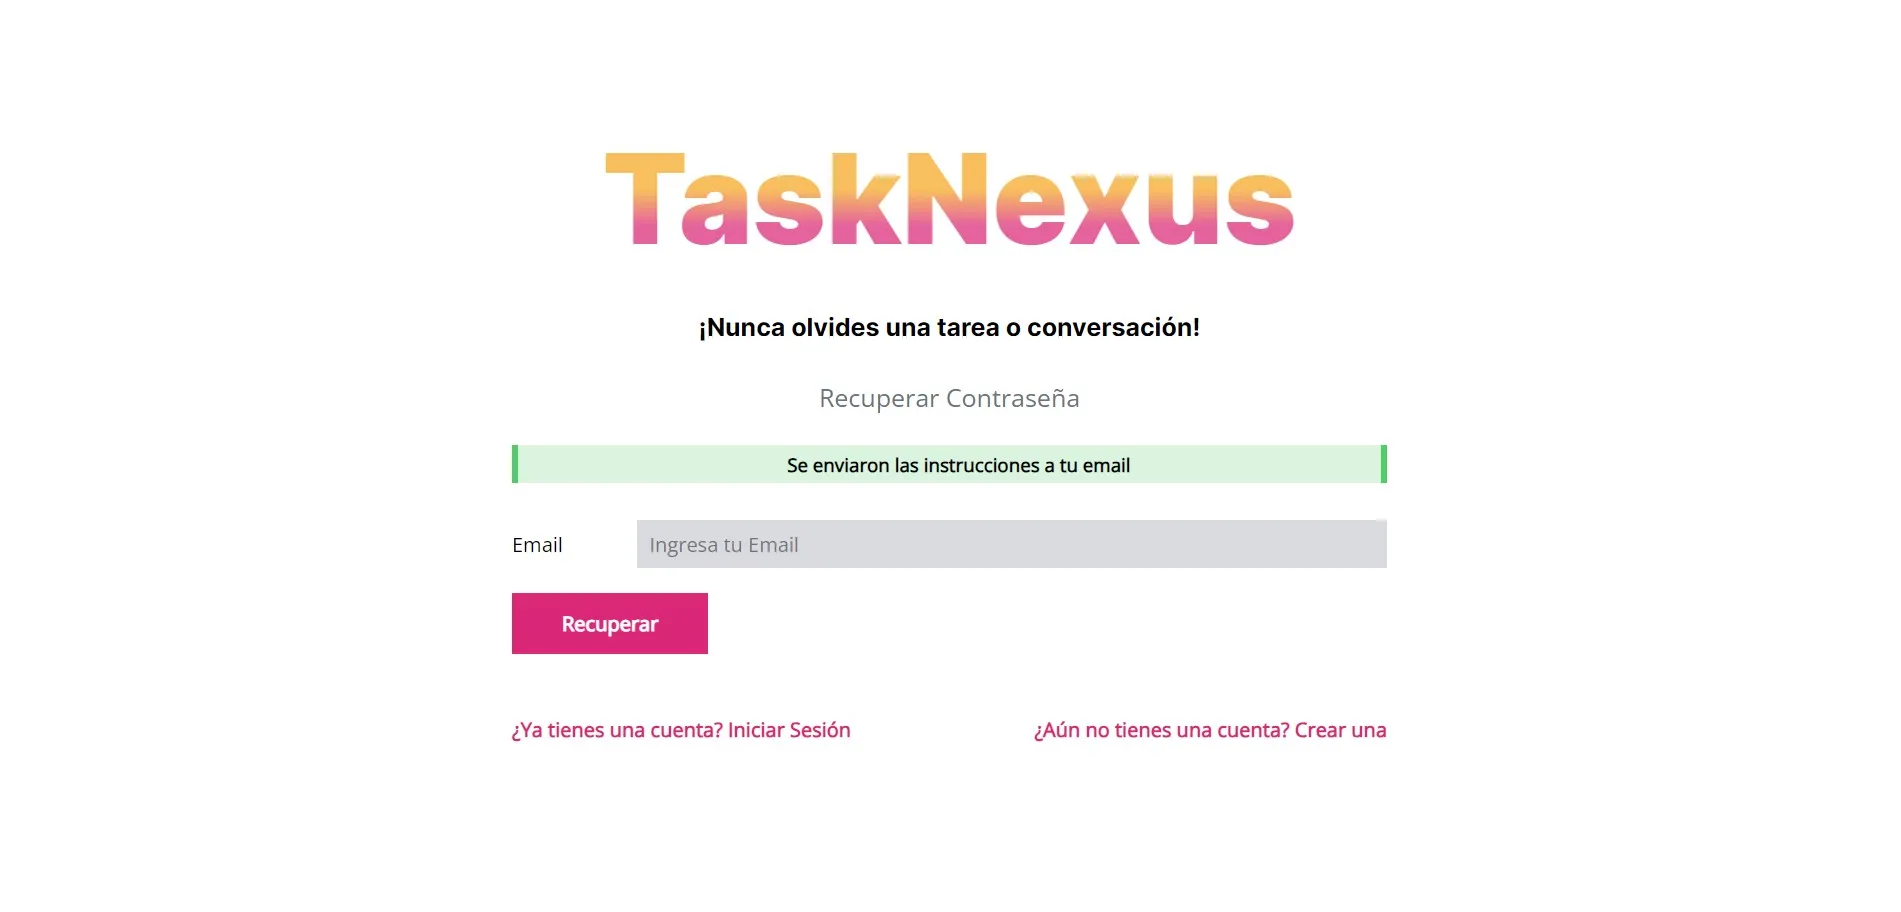 TaskNexus
¡Nunca olvides una tarea o conversación!
Recuperar Contraseña
Se enviaron las instrucciones a tu email
Email
Ingresa tu Email
Recuperar
¿Ya tienes una cuenta? Iniciar Sesión
¿Aún no tienes una cuenta? Crear una